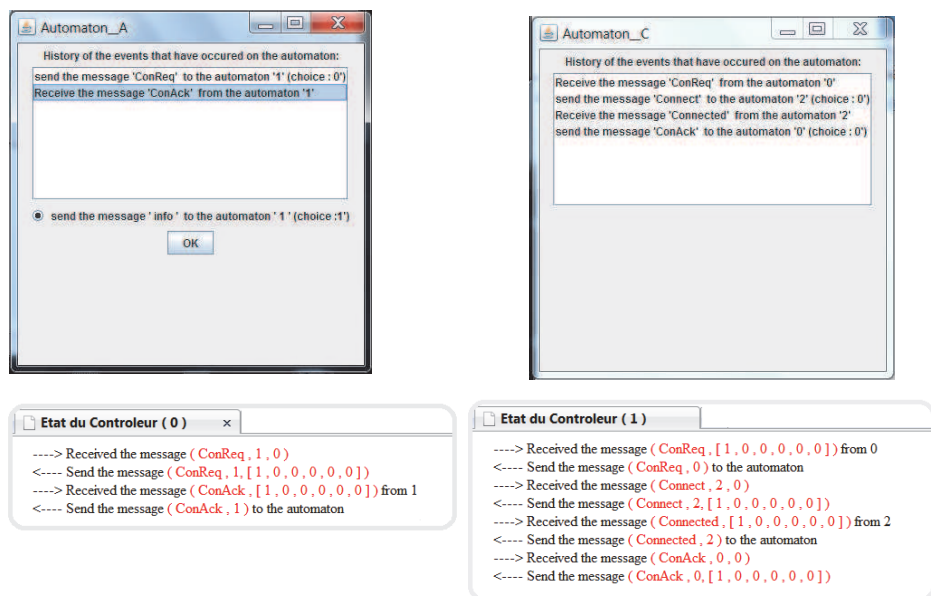 Automaton__A
History of the events that have occured on the automaton:
send the message 'ConReq' to the automaton '1' (choice : 0')
Receive the message 'ConAck' from the automaton '1'
send the message ' info ' to the automaton ' 1 ' (choice :1')
OK
Automaton__C
History of the events that have occured on the automaton:
Receive the message 'ConReq' from the automaton '0'
send the message 'Connect' to the automaton '2' (choice : 0')
Receive the message 'Connected' from the automaton '2'
send the message 'ConAck' to the automaton '0' (choice : 0')
Etat du Controleur ( 0 ) ×
----> Received the message ( ConReq , 1 , 0 )
<---- Send the message ( ConReq , 1, [ 1 , 0 , 0 , 0 , 0 , 0 ] )
----> Received the message ( ConAck , [ 1 , 0 , 0 , 0 , 0 , 0 ] ) from 1
<---- Send the message ( ConAck , 1 ) to the automaton
Etat du Controleur ( 1 )
----> Received the message ( ConReq , [ 1 , 0 , 0 , 0 , 0 , 0 ] ) from 0
<---- Send the message ( ConReq , 0 ) to the automaton
----> Received the message ( Connect , 2 , 0 )
<---- Send the message ( Connect , 2, [ 1 , 0 , 0 , 0 , 0 , 0 ] )
----> Received the message ( Connected , [ 1 , 0 , 0 , 0 , 0 , 0 ] ) from 2
<---- Send the message ( Connected , 2 ) to the automaton
----> Received the message ( ConAck , 0 , 0 )
<---- Send the message ( ConAck , 0, [ 1 , 0 , 0 , 0 , 0 , 0 ] )